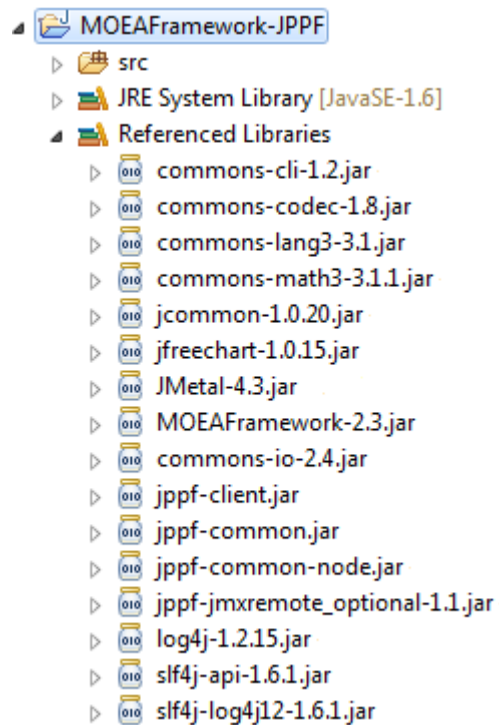 MOEAFramework-JPPF
src
JRE System Library [JavaSE-1.6]
Referenced Libraries
commons-cli-1.2.jar
commons-codec-1.8.jar
commons-lang3-3.1.jar
commons-math3-3.1.1.jar
jcommon-1.0.20.jar
jfreechart-1.0.15.jar
JMetal-4.3.jar
MOEAFramework-2.3.jar
commons-io-2.4.jar
jppf-client.jar
jppf-common.jar
jppf-common-node.jar
jppf-jmxremote_optional-1.1.jar
log4j-1.2.15.jar
slf4j-api-1.6.1.jar
slf4j-log4j12-1.6.1.jar